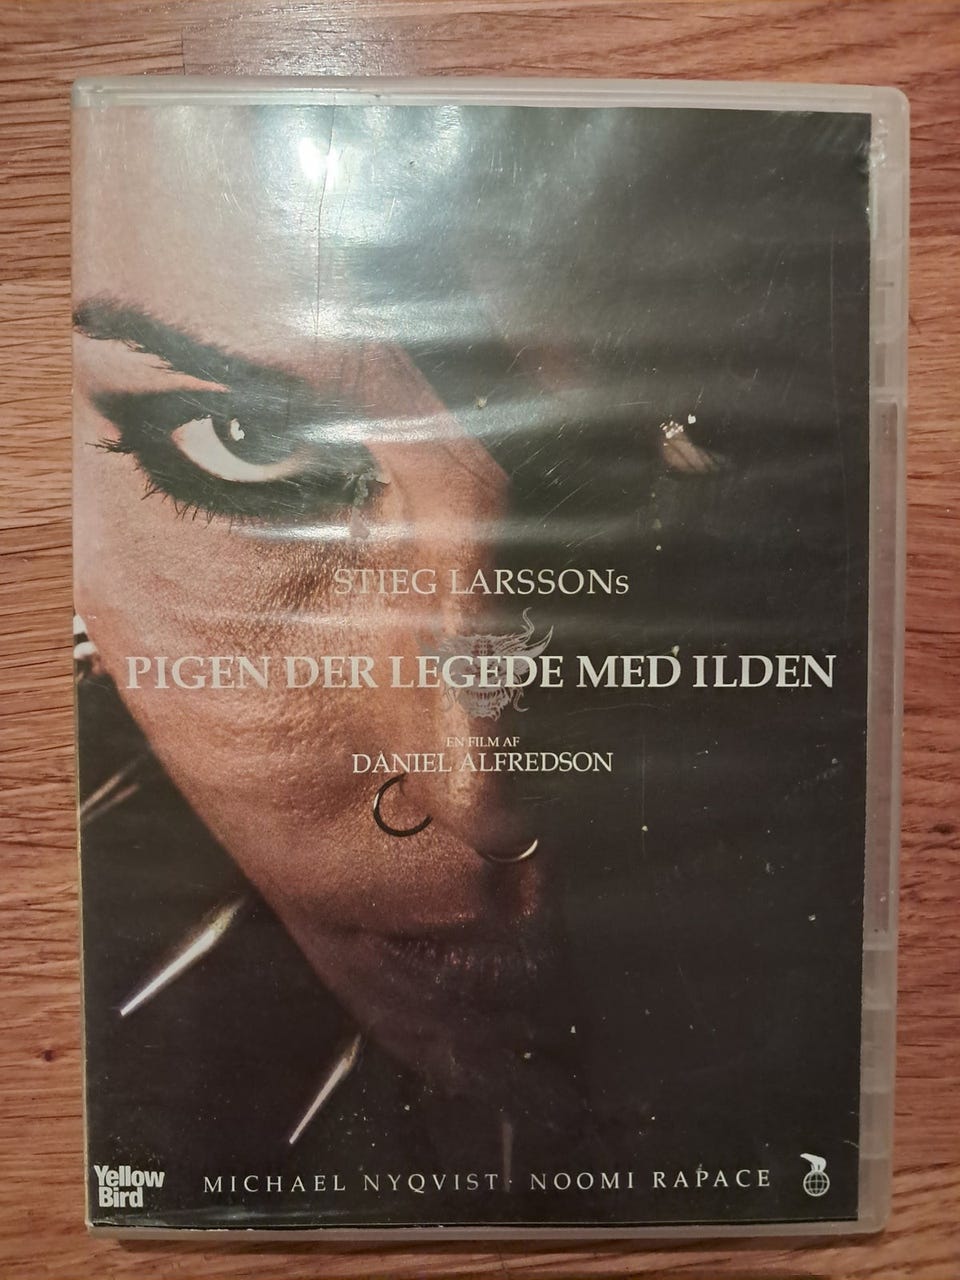 STIEG LARSSONs
PIGEN DER LEGEDE MED ILDEN
EN FILM AF
DANIEL ALFREDSON
Yellow
Bird
MICHAEL NYQVIST · NOOMI RAPACE